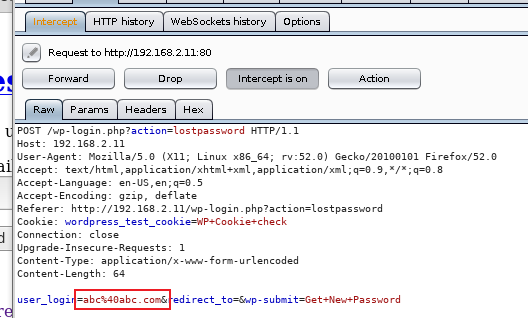 Intercept HTTP history WebSockets history Options
Request to http://192.168.2.11:80
Forward Drop Intercept is on Action
Raw Params Headers Hex
POST /wp-login.php?action=lostpassword HTTP/1.1
Host: 192.168.2.11
User-Agent: Mozilla/5.0 (X11; Linux x86_64; rv:52.0) Gecko/20100101 Firefox/52.0
Accept: text/html,application/xhtml+xml,application/xml;q=0.9,*/*;q=0.8
Accept-Language: en-US,en;q=0.5
Accept-Encoding: gzip, deflate
Referer: http://192.168.2.11/wp-login.php?action=lostpassword
Cookie: wordpress_test_cookie=WP+Cookie+check
Connection: close
Upgrade-Insecure-Requests: 1
Content-Type: application/x-www-form-urlencoded
Content-Length: 64
user_login=abc%40abc.com&redirect_to=&wp-submit=Get+New+Password